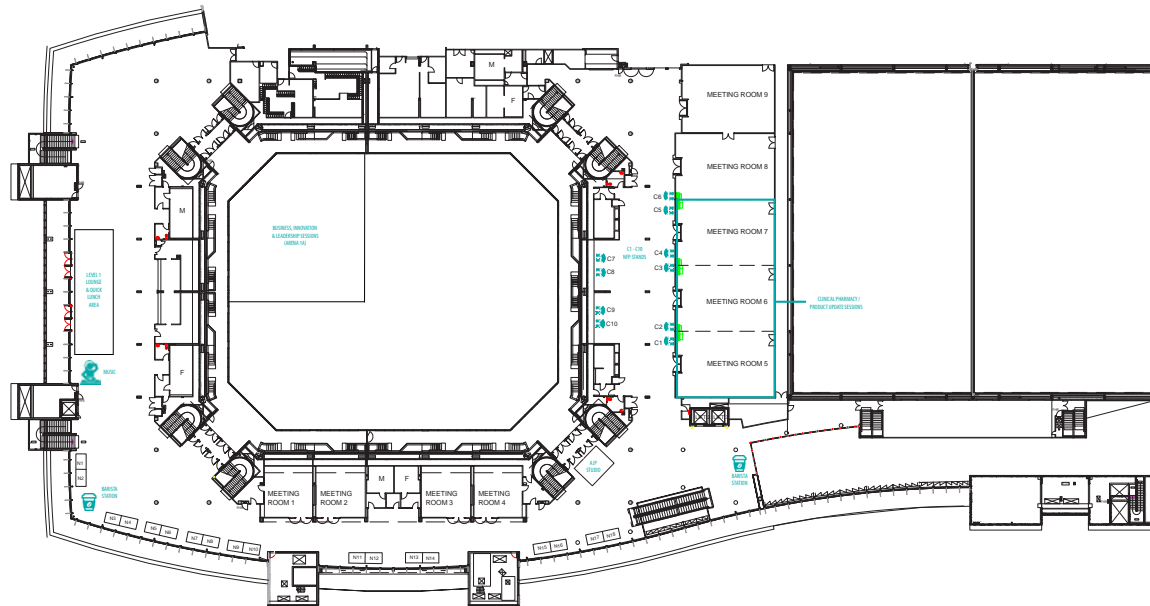 M
F
MEETING ROOM 9
MEETING ROOM 8
MEETING ROOM 7
MEETING ROOM 6
MEETING ROOM 5
C6
C5
C4
C3
C2
C1
C1 - C10
NPP STANDS
C7
C8
C9
C10
CLINICAL PHARMACY /
PRODUCT UPDATE SESSIONS
BUSINESS, INNOVATION
& LEADERSHIP SESSIONS
(ARENA 1A)
M
F
LEVEL 1
LOUNGE
& QUICK
LUNCH
AREA
MUSIC
N1
N2
BARISTA
STATION
MEETING
ROOM 1
MEETING
ROOM 2
M
F
MEETING
ROOM 3
MEETING
ROOM 4
BARISTA
STATION
N3
N4
N5
N6
N7
N8
N9
N10
N11
N12
N13
N14
N15
N16
N17
N18